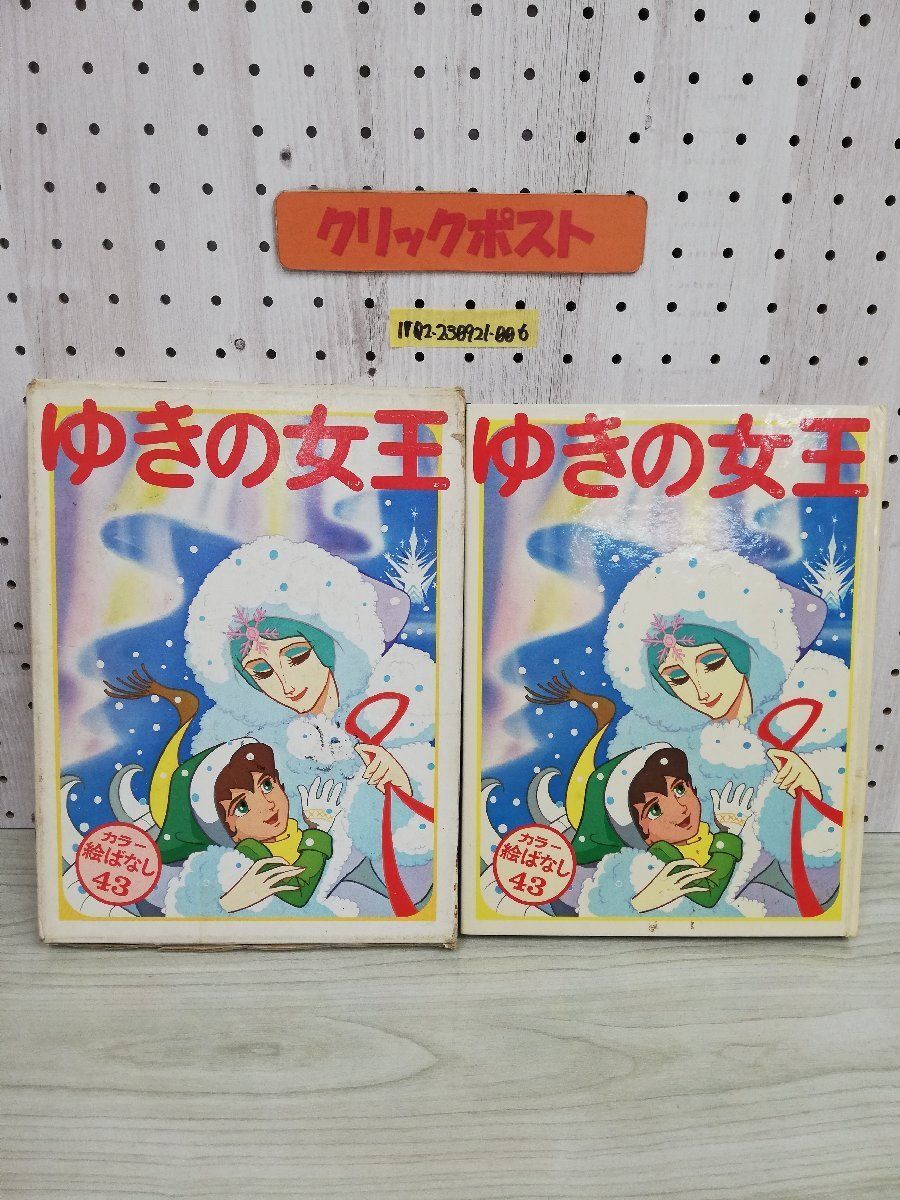 クリックポスト
1702-230921-006
ゆきの女王
カラー
絵ばなし
43
ゆきの女王
カラー
絵ばなし
43